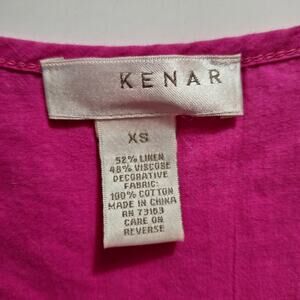 KENAR
XS
52% LINEN
48% VISCOSE
DECORATIVE
FABRIC:
100% COTTON
MADE IN CHINA
RN 73163
CARE ON
REVERSE